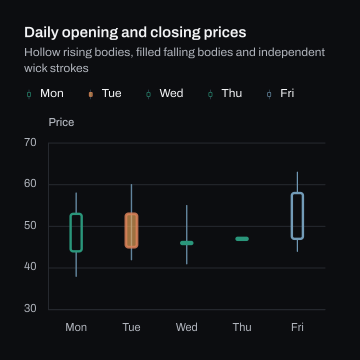 Daily opening and closing prices
Hollow rising bodies, filled falling bodies and independent
wick strokes
Mon Tue Wed Thu Fri
Price
70
60
50
40
30
Mon Tue Wed Thu Fri